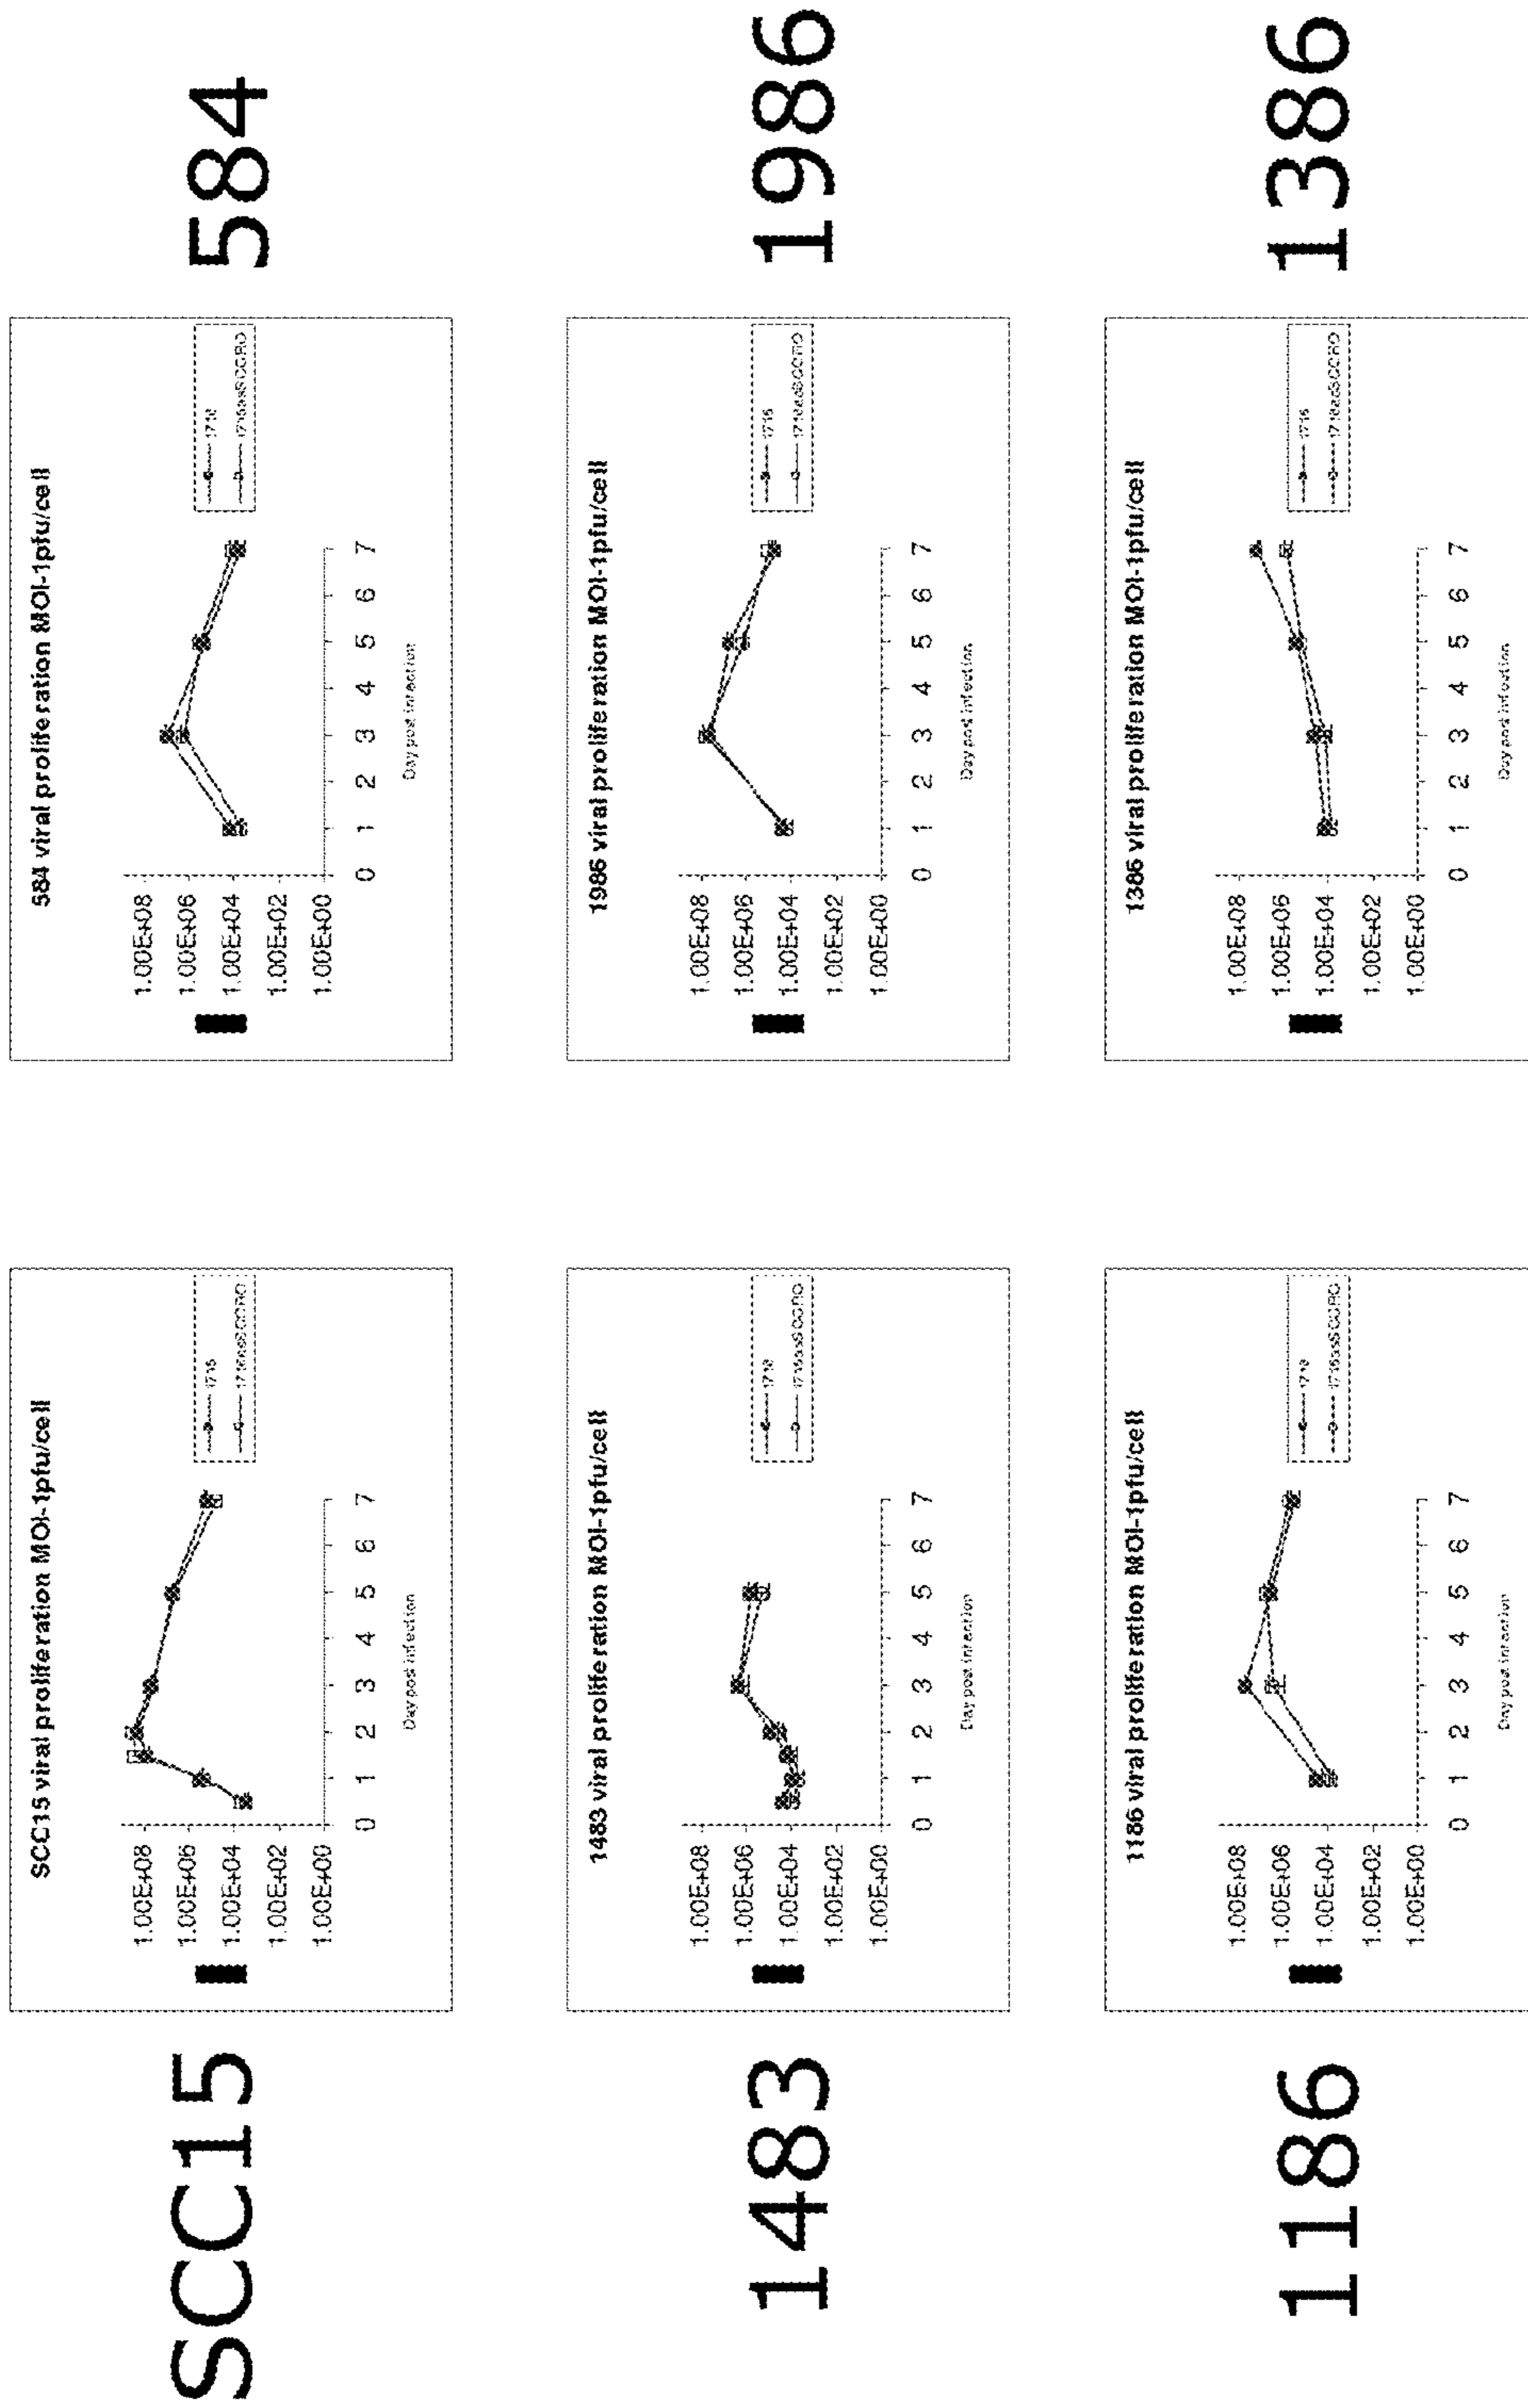 SCC15
SCC15 viral proliferation MOI-1pfu/cell
1.00E+08
1.00E+06
1.00E+04
1.00E+02
1.00E+00
0 1 2 3 4 5 6 7
Day post infection
584 viral proliferation MOI-1pfu/cell
1.00E+08
1.00E+06
1.00E+04
1.00E+02
1.00E+00
0 1 2 3 4 5 6 7
Day post infection
584
1483
1483 viral proliferation MOI-1pfu/cell
1.00E+08
1.00E+06
1.00E+04
1.00E+02
1.00E+00
0 1 2 3 4 5 6 7
Day post infection
1986 viral proliferation MOI-1pfu/cell
1.00E+08
1.00E+06
1.00E+04
1.00E+02
1.00E+00
0 1 2 3 4 5 6 7
Day post infection
1986
1186
1186 viral proliferation MOI-1pfu/cell
1.00E+08
1.00E+06
1.00E+04
1.00E+02
1.00E+00
0 1 2 3 4 5 6 7
Day post infection
1386 viral proliferation MOI-1pfu/cell
1.00E+08
1.00E+06
1.00E+04
1.00E+02
1.00E+00
0 1 2 3 4 5 6 7
Day post infection
1386